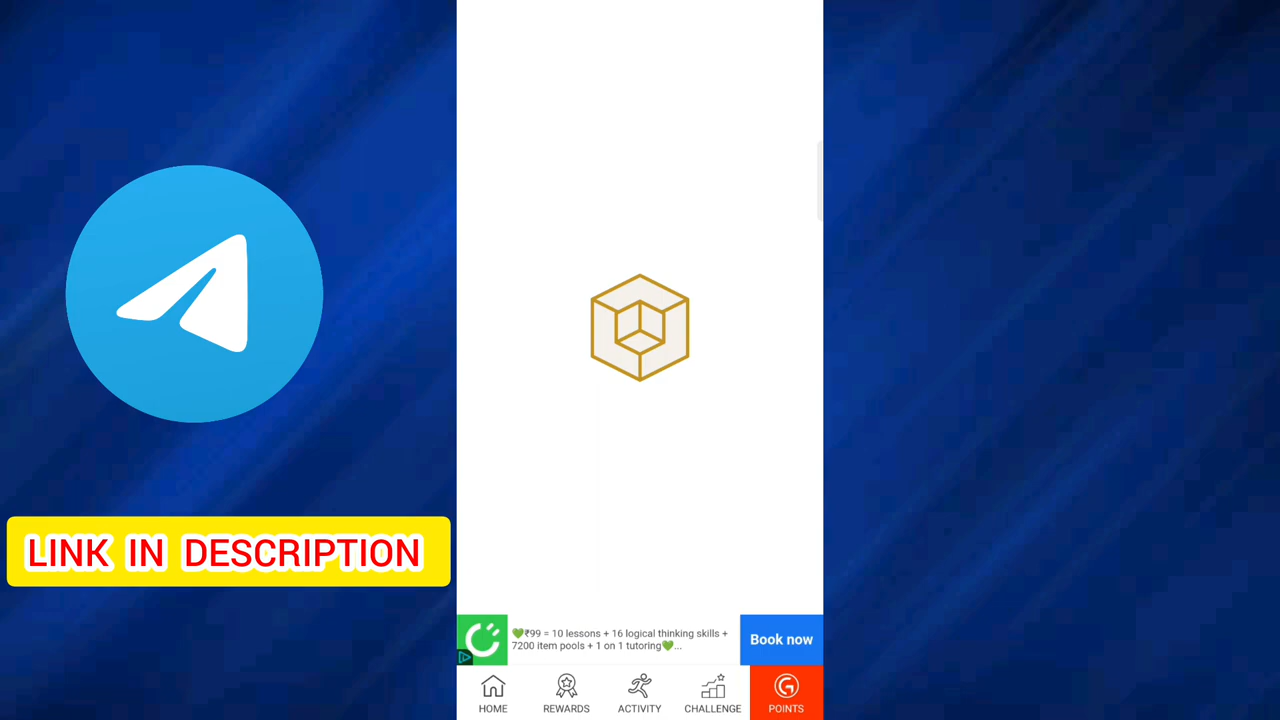 LINK IN DESCRIPTION
💚₹99 = 10 lessons + 16 logical thinking skills +
7200 item pools + 1 on 1 tutoring💚...
Book now
HOME
REWARDS
ACTIVITY
CHALLENGE
POINTS